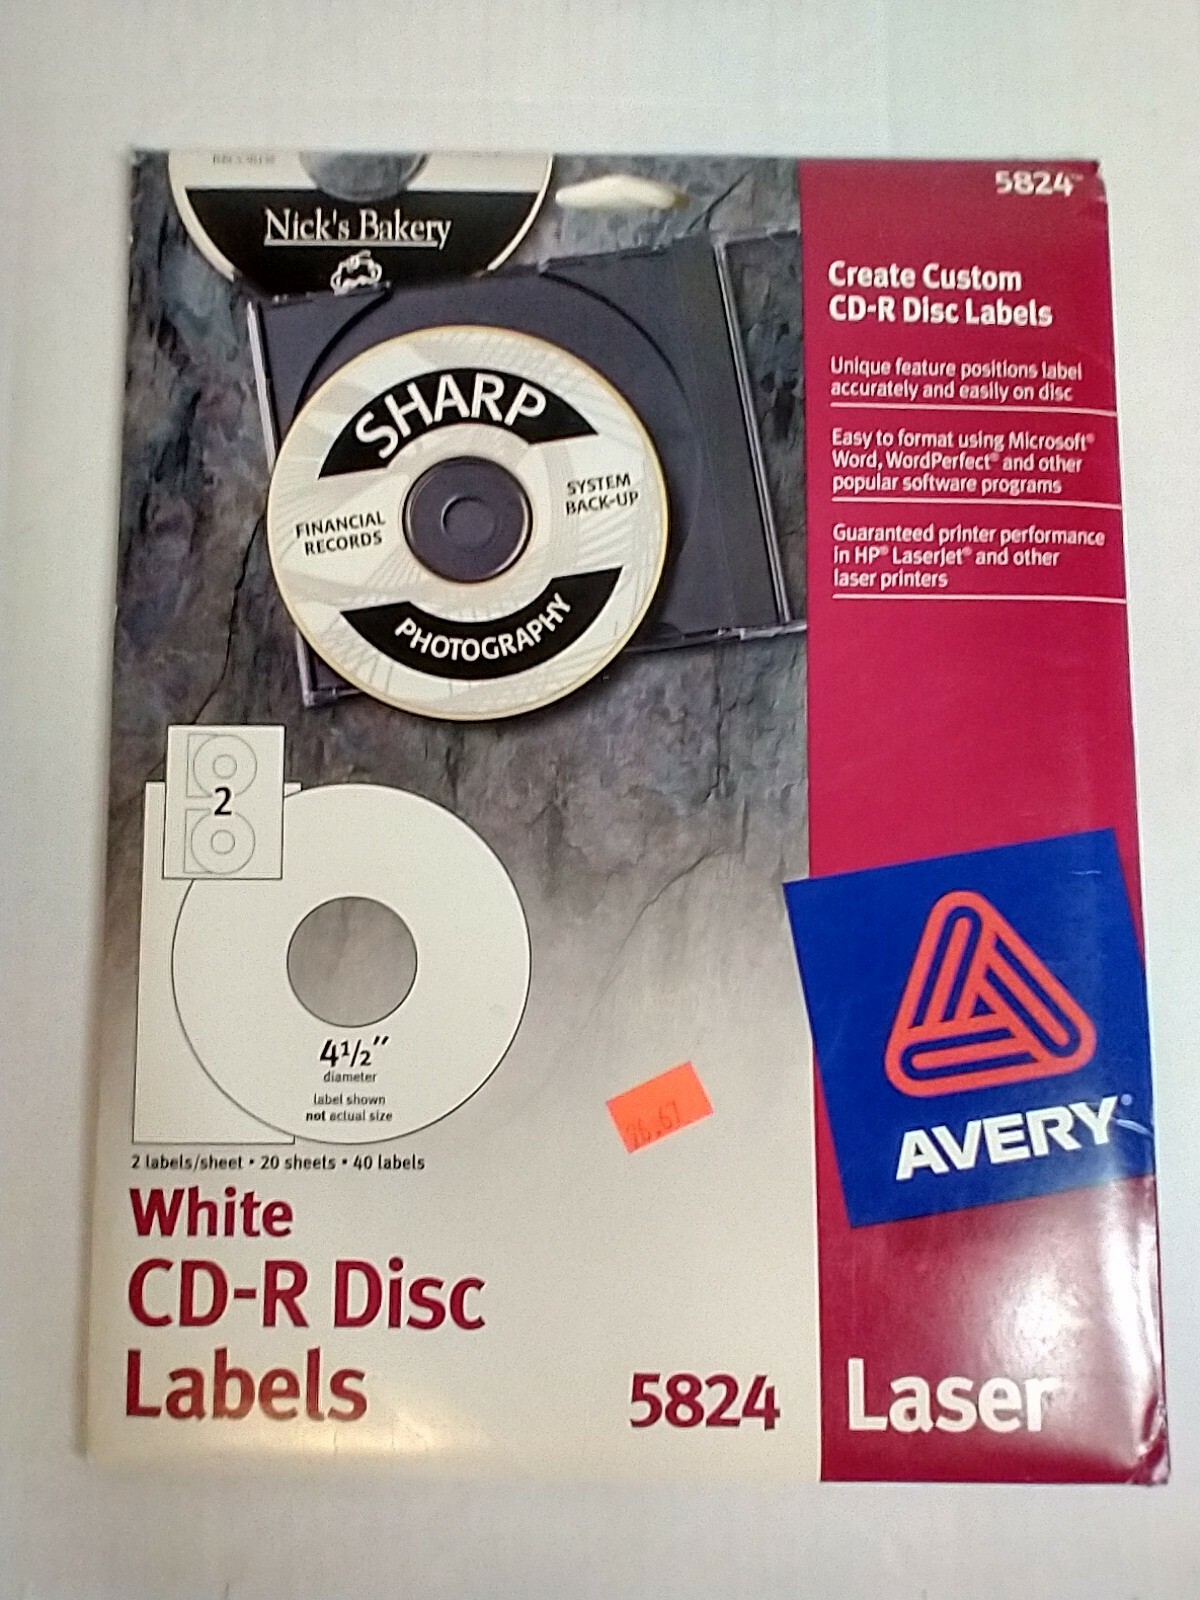 Nick's Bakery
5824™
Create Custom
CD-R Disc Labels
Unique feature positions label
accurately and easily on disc
Easy to format using Microsoft®
Word, WordPerfect® and other
popular software programs
Guaranteed printer performance
in HP® LaserJet® and other
laser printers
SHARP
SYSTEM
BACK-UP
FINANCIAL
RECORDS
PHOTOGRAPHY
2
4½"
diameter
label shown
not actual size
26.67
AVERY®
2 labels/sheet • 20 sheets • 40 labels
White
CD-R Disc
Labels
5824
Laser